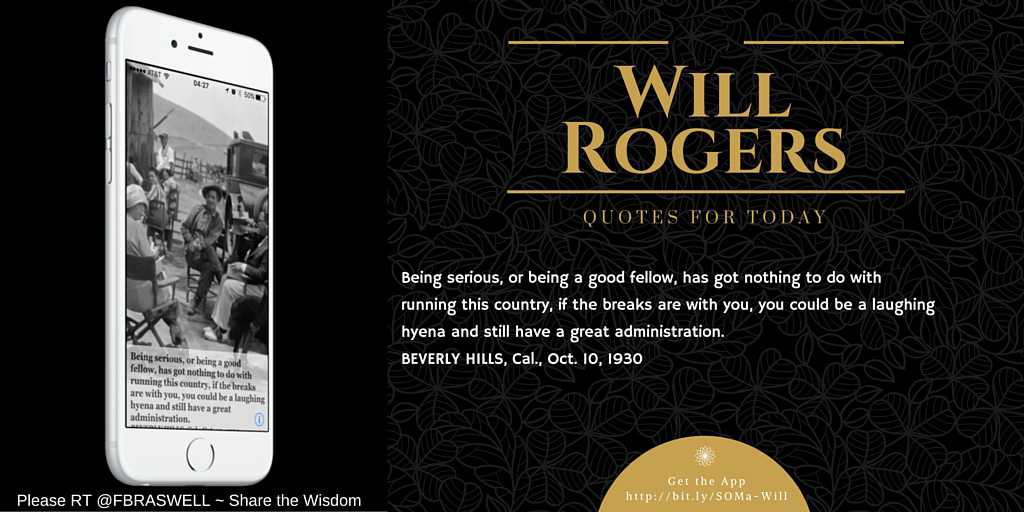 AT&T
04:27
50%
Being serious, or being a good
fellow, has got nothing to do with
running this country, if the breaks
are with you, you could be a laughing
hyena and still have a great
administration.
Please RT @FBRASWELL ~ Share the Wisdom
WILL
ROGERS
QUOTES FOR TODAY
Being serious, or being a good fellow, has got nothing to do with
running this country, if the breaks are with you, you could be a laughing
hyena and still have a great administration.
BEVERLY HILLS, Cal., Oct. 10, 1930
Get the App
http://bit.ly/SOMa-Will